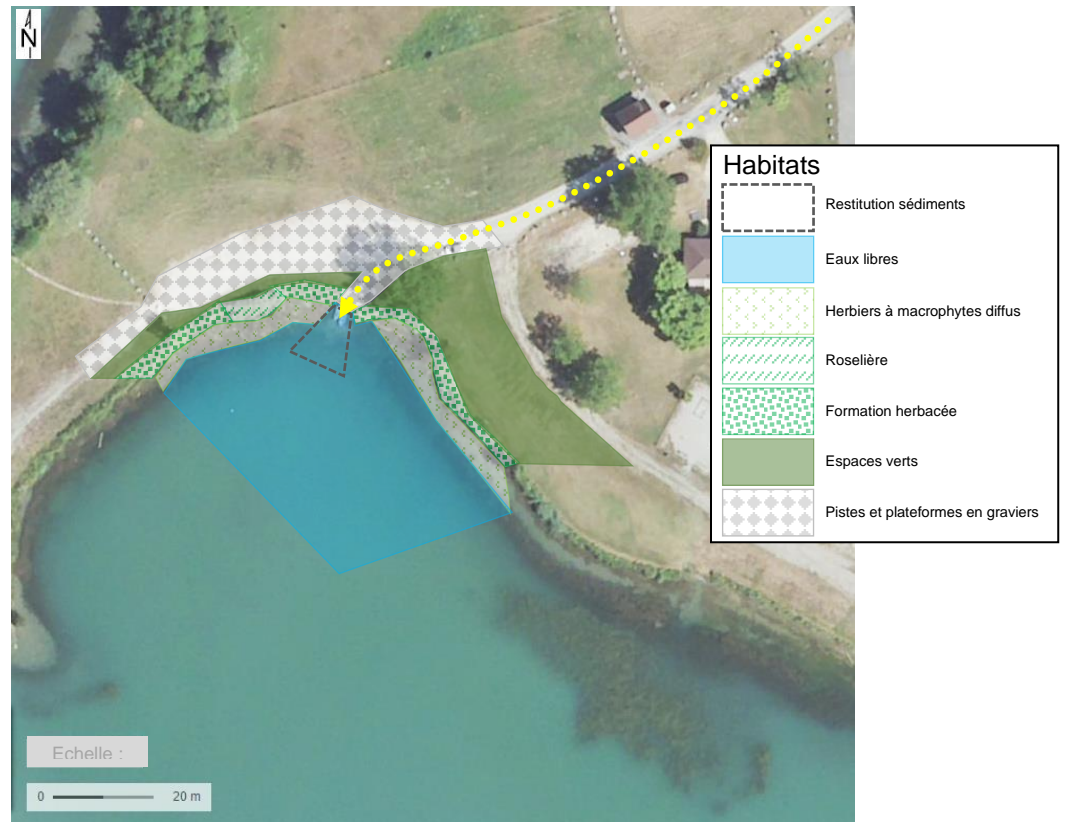 N
Habitats
Restitution sédiments
Eaux libres
Herbiers à macrophytes diffus
Roselière
Formation herbacée
Espaces verts
Pistes et plateformes en graviers
Echelle :
0 20 m